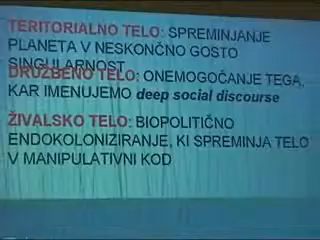 TERITORIALNO TELO: SPREMINJANJE
PLANETA V NESKONČNO GOSTO
SINGULARNOST
DRUŽBENO TELO: ONEMOGOČANJE TEGA,
KAR IMENUJEMO deep social discourse
ŽIVALSKO TELO: BIOPOLITIČNO
ENDOKOLONIZIRANJE, KI SPREMINJA TELO
V MANIPULATIVNI KOD